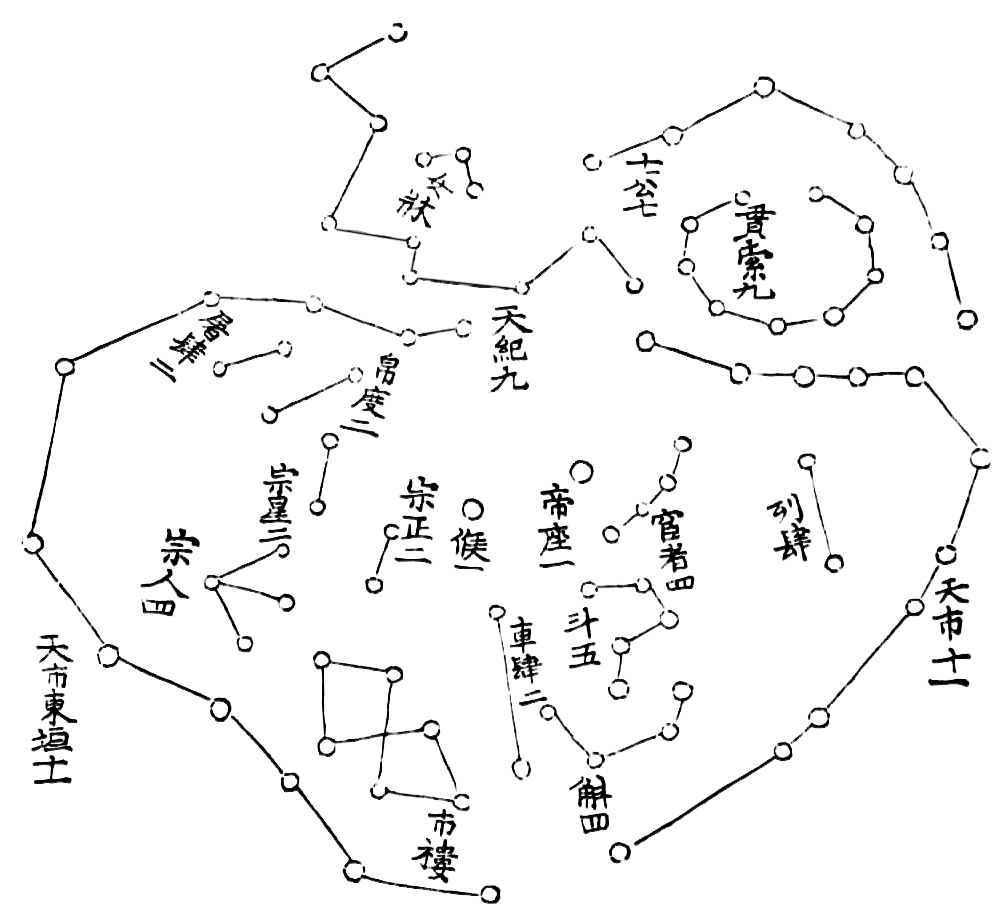 七公七
貫索九
天紀九
女牀
屠肆二
帛度二
列肆
宦者四
帝座一
候一
宗正二
宗星二
宗人四
天市十一
斗五
車肆二
斛四
市樓
天市東垣十一